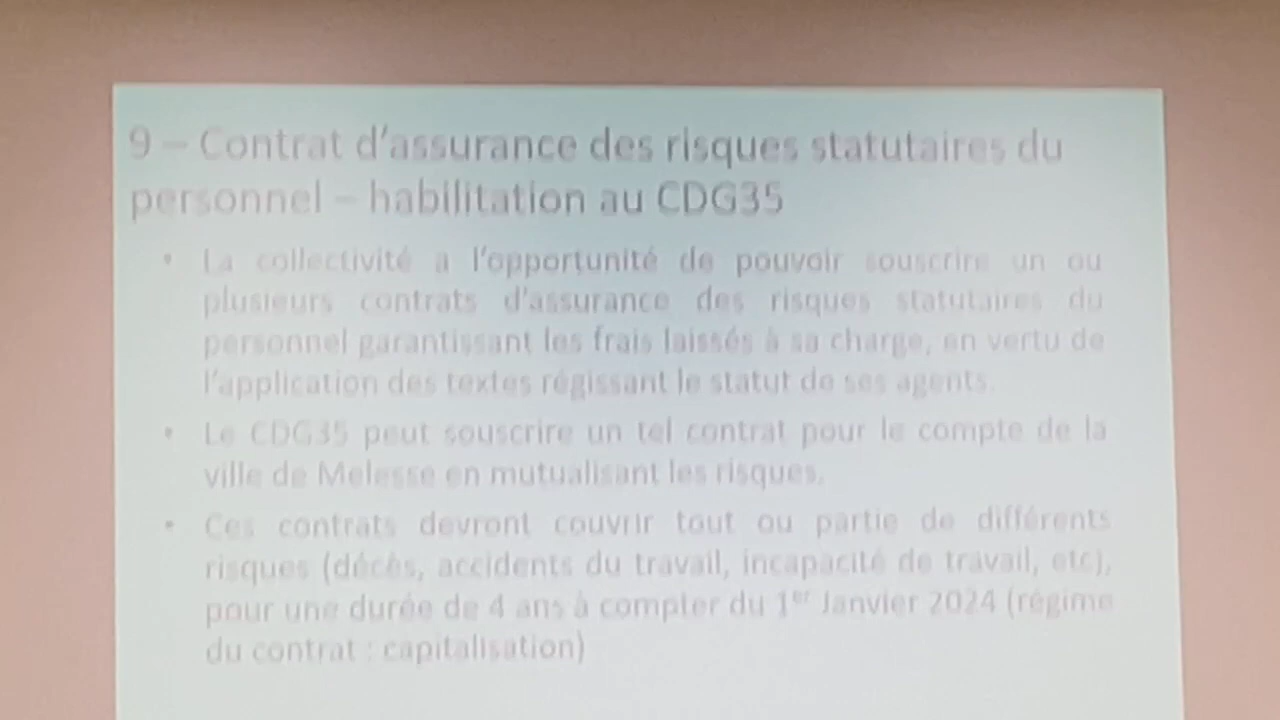 9 – Contrat d'assurance des risques statutaires du
personnel – habilitation au CDG35
• La collectivité a l'opportunité de pouvoir souscrire un ou
plusieurs contrats d'assurance des risques statutaires du
personnel garantissant les frais laissés à sa charge, en vertu de
l'application des textes régissant le statut de ses agents.
• Le CDG35 peut souscrire un tel contrat pour le compte de la
ville de Melesse en mutualisant les risques.
• Ces contrats devront couvrir tout ou partie de différents
risques (décès, accidents du travail, incapacité de travail, etc),
pour une durée de 4 ans à compter du 1er Janvier 2024 (régime
du contrat : capitalisation)